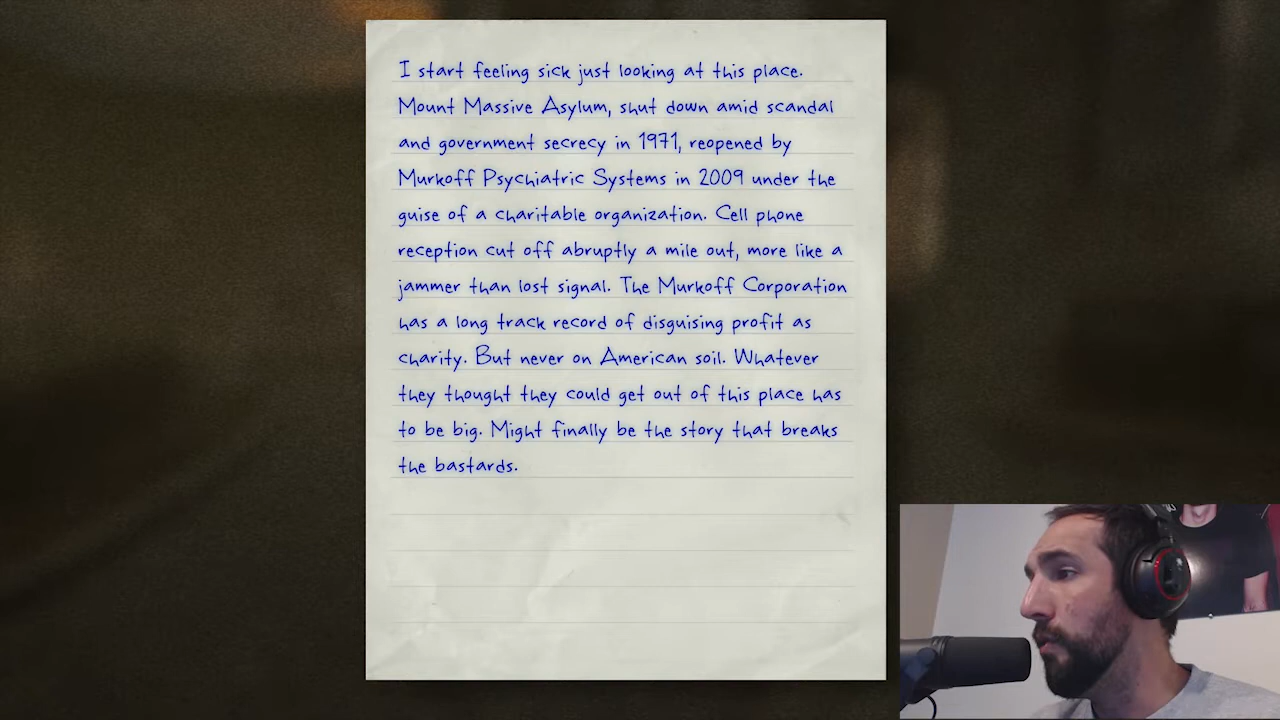 I start feeling sick just looking at this place.
Mount Massive Asylum, shut down amid scandal
and government secrecy in 1971, reopened by
Murkoff Psychiatric Systems in 2009 under the
guise of a charitable organization. Cell phone
reception cut off abruptly a mile out, more like a
jammer than lost signal. The Murkoff Corporation
has a long track record of disguising profit as
charity. But never on American soil. Whatever
they thought they could get out of this place has
to be big. Might finally be the story that breaks
the bastards.